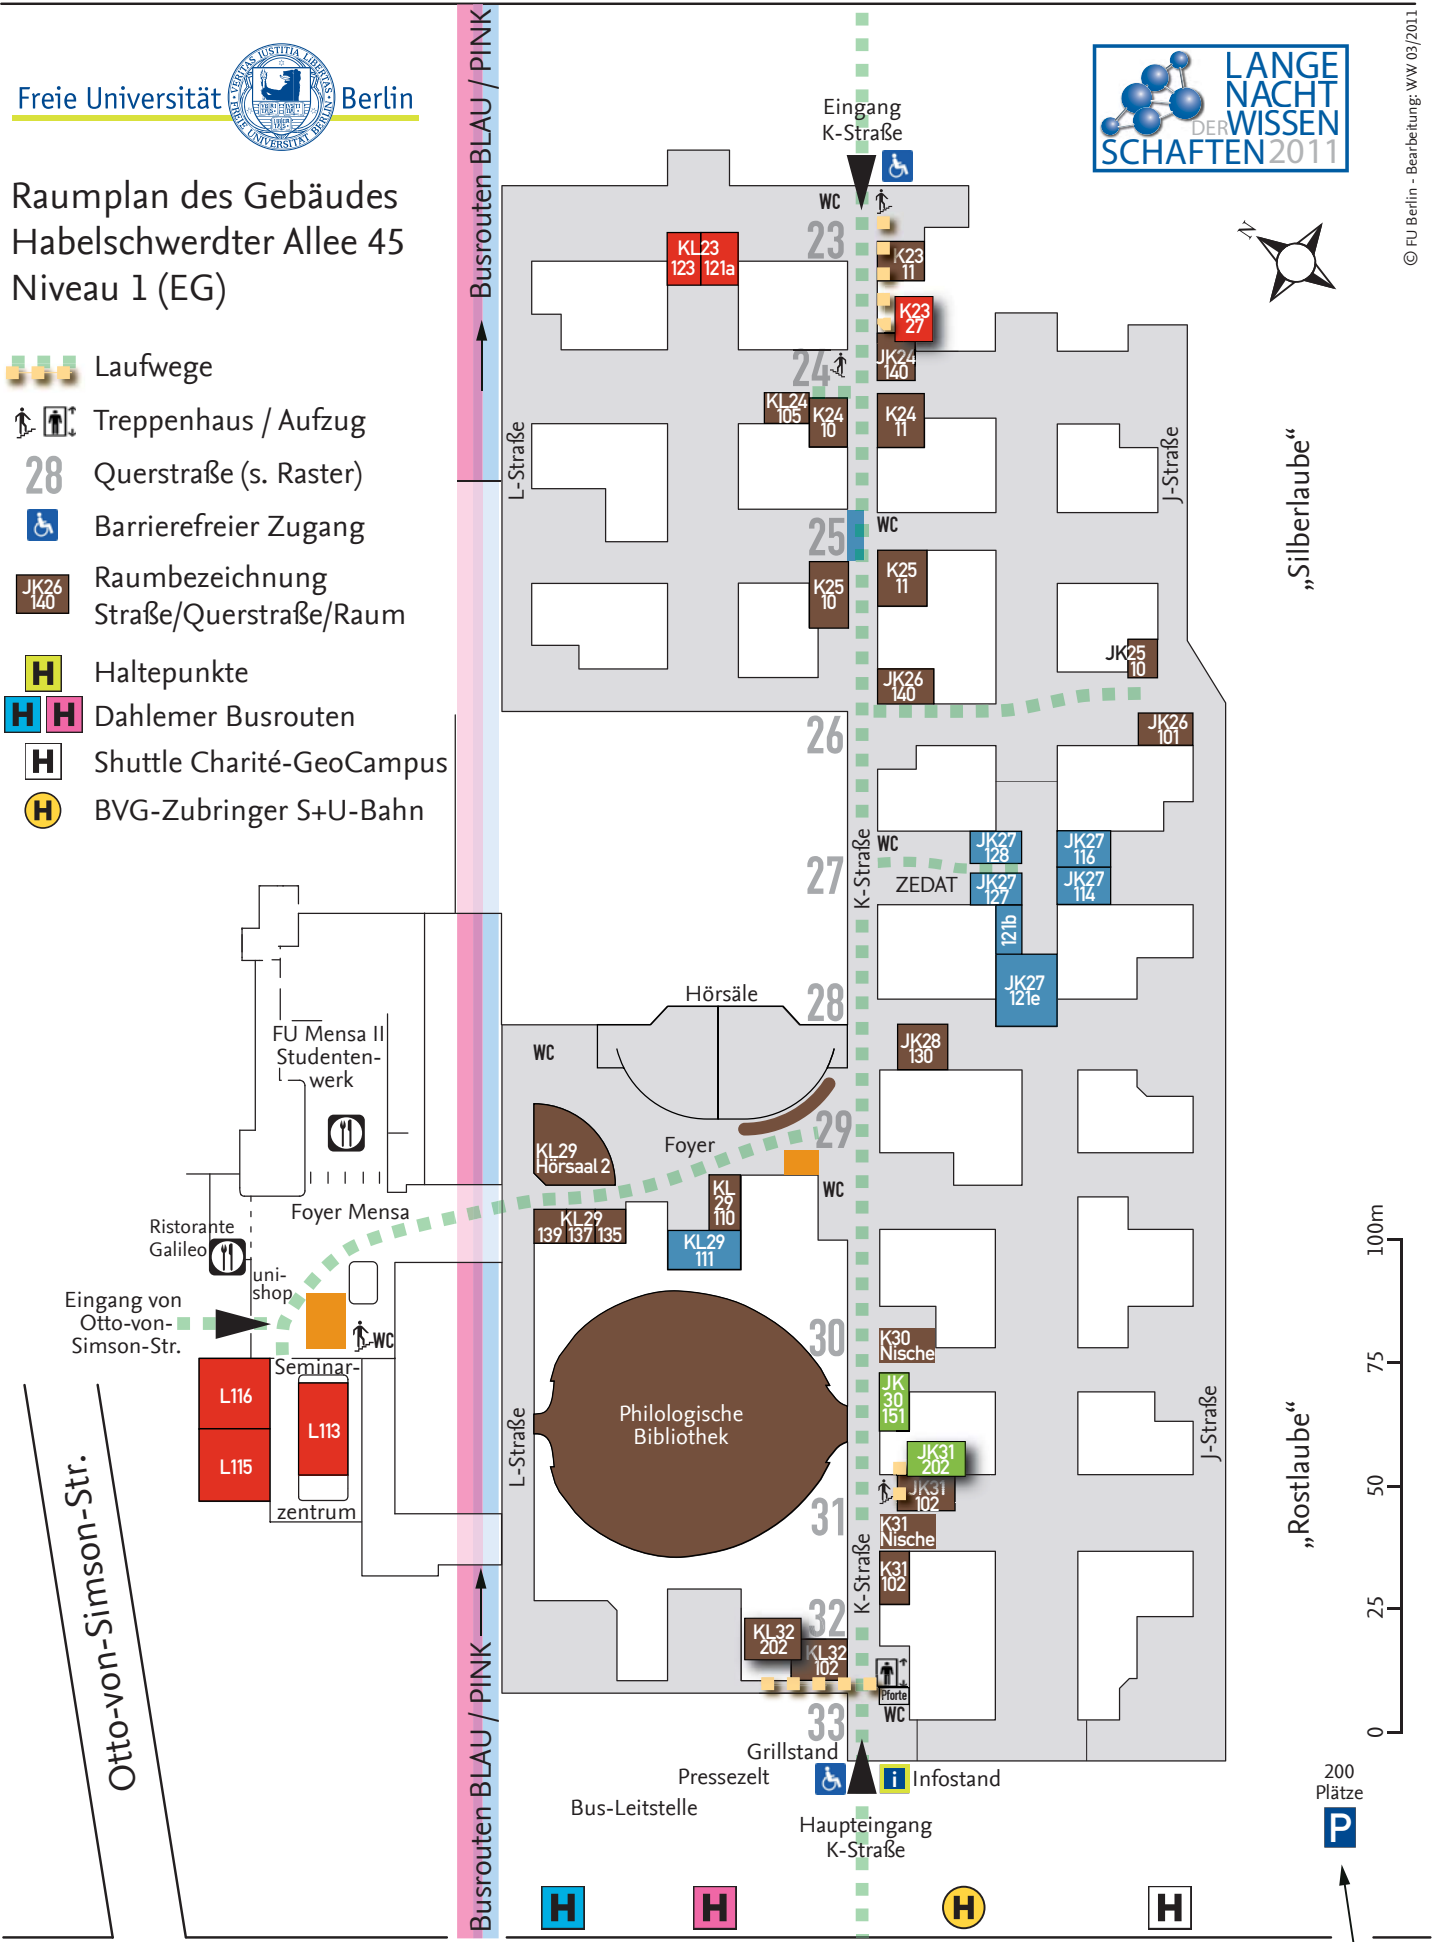 Freie Universität Berlin
VERITAS IUSTITIA LIBERTAS
FREIE UNIVERSITÄT BERLIN
Raumplan des Gebäudes
Habelschwerdter Allee 45
Niveau 1 (EG)
Laufwege
Treppenhaus / Aufzug
28
Querstraße (s. Raster)
Barrierefreier Zugang
JK26
140
Raumbezeichnung
Straße/Querstraße/Raum
H
Haltepunkte
H H
Dahlemer Busrouten
H
Shuttle Charité-GeoCampus
H
BVG-Zubringer S+U-Bahn
Busrouten BLAU / PINK
Eingang
K-Straße
LANGE
NACHT
DER WISSEN
SCHAFTEN 2011
© FU Berlin - Bearbeitung: WW 03/2011
N
WC
23
KL23
123
121a
K23
11
K23
27
24
JK24
140
KL24
105
K24
10
K24
11
L-Straße
J-Straße
„Silberlaube“
25
WC
K25
10
K25
11
JK25
10
JK26
140
26
JK26
101
K-Straße
WC
27
ZEDAT
JK27
128
JK27
116
JK27
127
JK27
114
121b
JK27
121e
Hörsäle
28
WC
JK28
130
FU Mensa II
Studenten-
werk
29
Foyer
KL29
Hörsaal 2
WC
KL
29
110
KL29
139 137 135
KL29
111
Foyer Mensa
Ristorante
Galileo
uni-
shop
Eingang von
Otto-von-
Simson-Str.
WC
Seminar-
L116
L113
L115
zentrum
Otto-von-Simson-Str.
30
K30
Nische
JK
30
151
Philologische
Bibliothek
L-Straße
J-Straße
JK31
202
JK31
102
31
K31
Nische
K31
102
K-Straße
„Rostlaube“
100m
75
50
25
0
32
KL32
202
KL32
102
Pforte
WC
33
Busrouten BLAU / PINK
Grillstand
Pressezelt
i
Infostand
Bus-Leitstelle
Haupteingang
K-Straße
200
Plätze
P
H
H
H
H